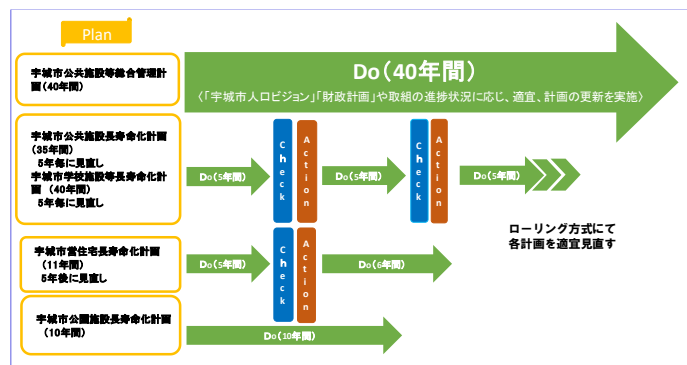 Plan
宇城市公共施設等総合管理計
画(40年間)
Do(40年間)
〈「宇城市人口ビジョン」「財政計画」や取組の進捗状況に応じ、適宜、計画の更新を実施〉
宇城市公共施設長寿命化計画
(35年間)
5年毎に見直し
宇城市学校施設等長寿命化計
画 (40年間)
5年毎に見直し
Do(5年間)
Check
Action
Do(5年間)
Check
Action
Do(5年間)
ローリング方式にて
各計画を適宜見直す
宇城市営住宅長寿命化計画
(11年間)
5年後に見直し
Do(5年間)
Check
Action
Do(6年間)
宇城市公園施設長寿命化計画
(10年間)
Do(10年間)